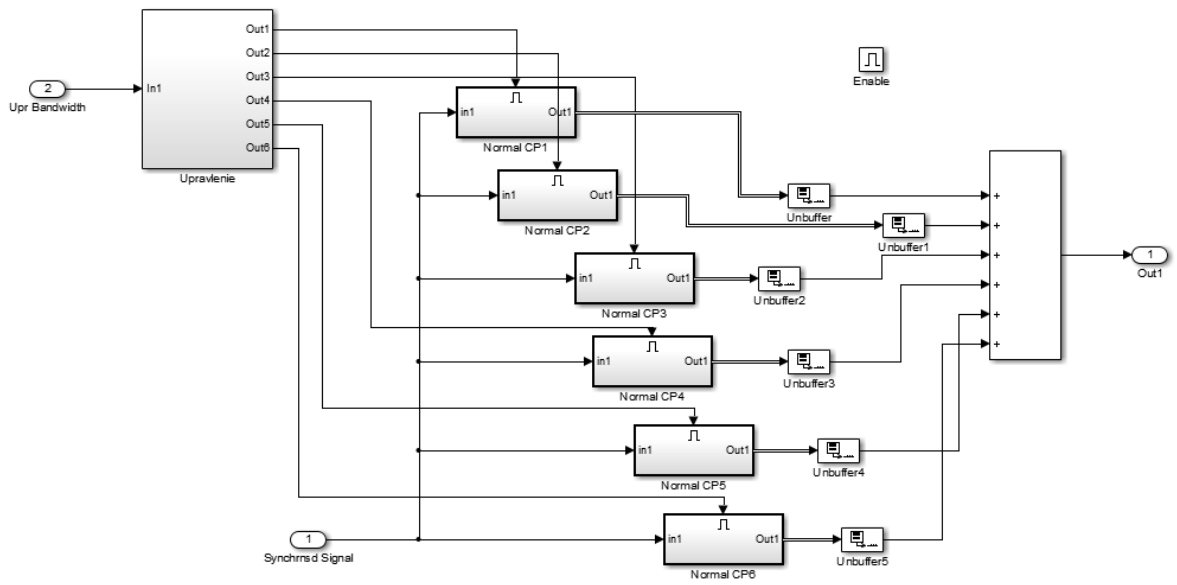 Out1
Out2
Out3
Out4
Out5
Out6
In1
Upravlenie
2
Upr Bandwidth
Enable
in1
Out1
Normal CP1
in1
Out1
Normal CP2
in1
Out1
Normal CP3
in1
Out1
Normal CP4
in1
Out1
Normal CP5
in1
Out1
Normal CP6
1
Synchrnsd Signal
Unbuffer
Unbuffer1
Unbuffer2
Unbuffer3
Unbuffer4
Unbuffer5
+
+
+
+
+
+
1
Out1